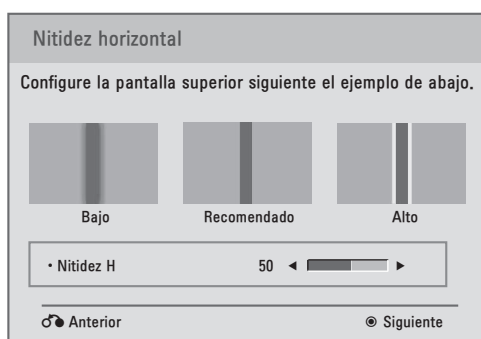 Nitidez horizontal
Configure la pantalla superior siguiente el ejemplo de abajo.
Bajo Recomendado Alto
• Nitidez H 50 ◄ ►
Anterior Siguiente